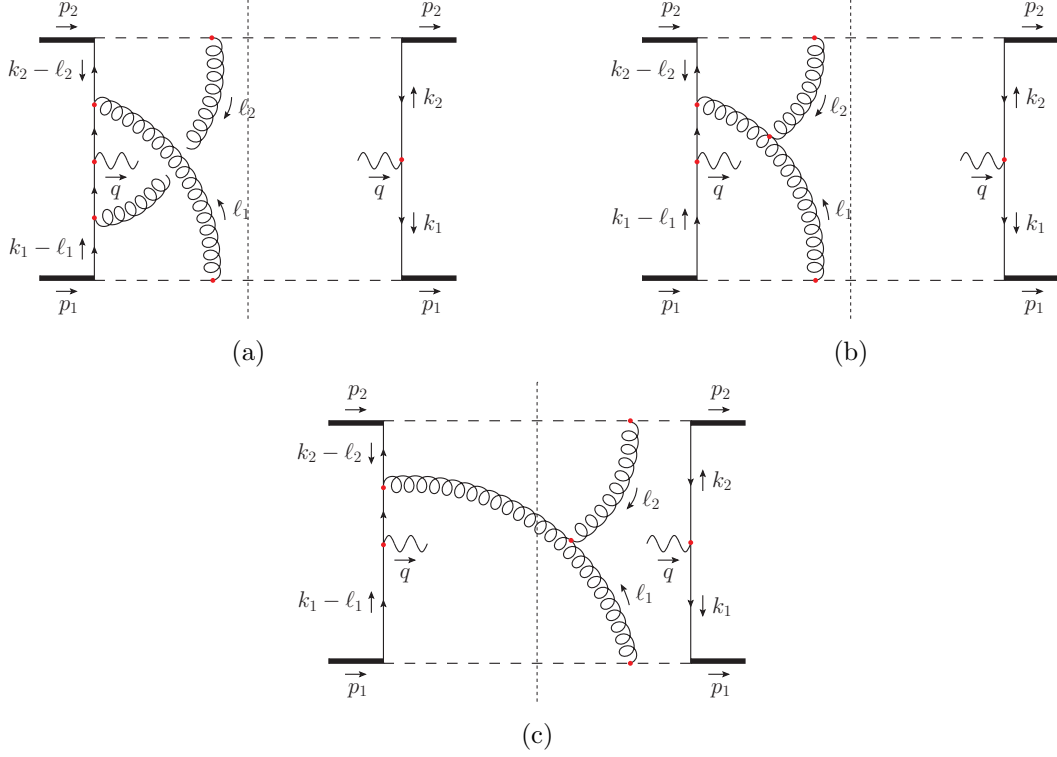 p₂ p₂ p₂ p₂
k₂ − ℓ₂ ℓ₂ k₂ k₂ − ℓ₂ ℓ₂ k₂
q q q q
k₁ − ℓ₁ ℓ₁ k₁ k₁ − ℓ₁ ℓ₁ k₁
p₁ p₁ p₁ p₁
(a) (b)
p₂ p₂
k₂ − ℓ₂ ℓ₂ k₂
q q
k₁ − ℓ₁ ℓ₁ k₁
p₁ p₁
(c)